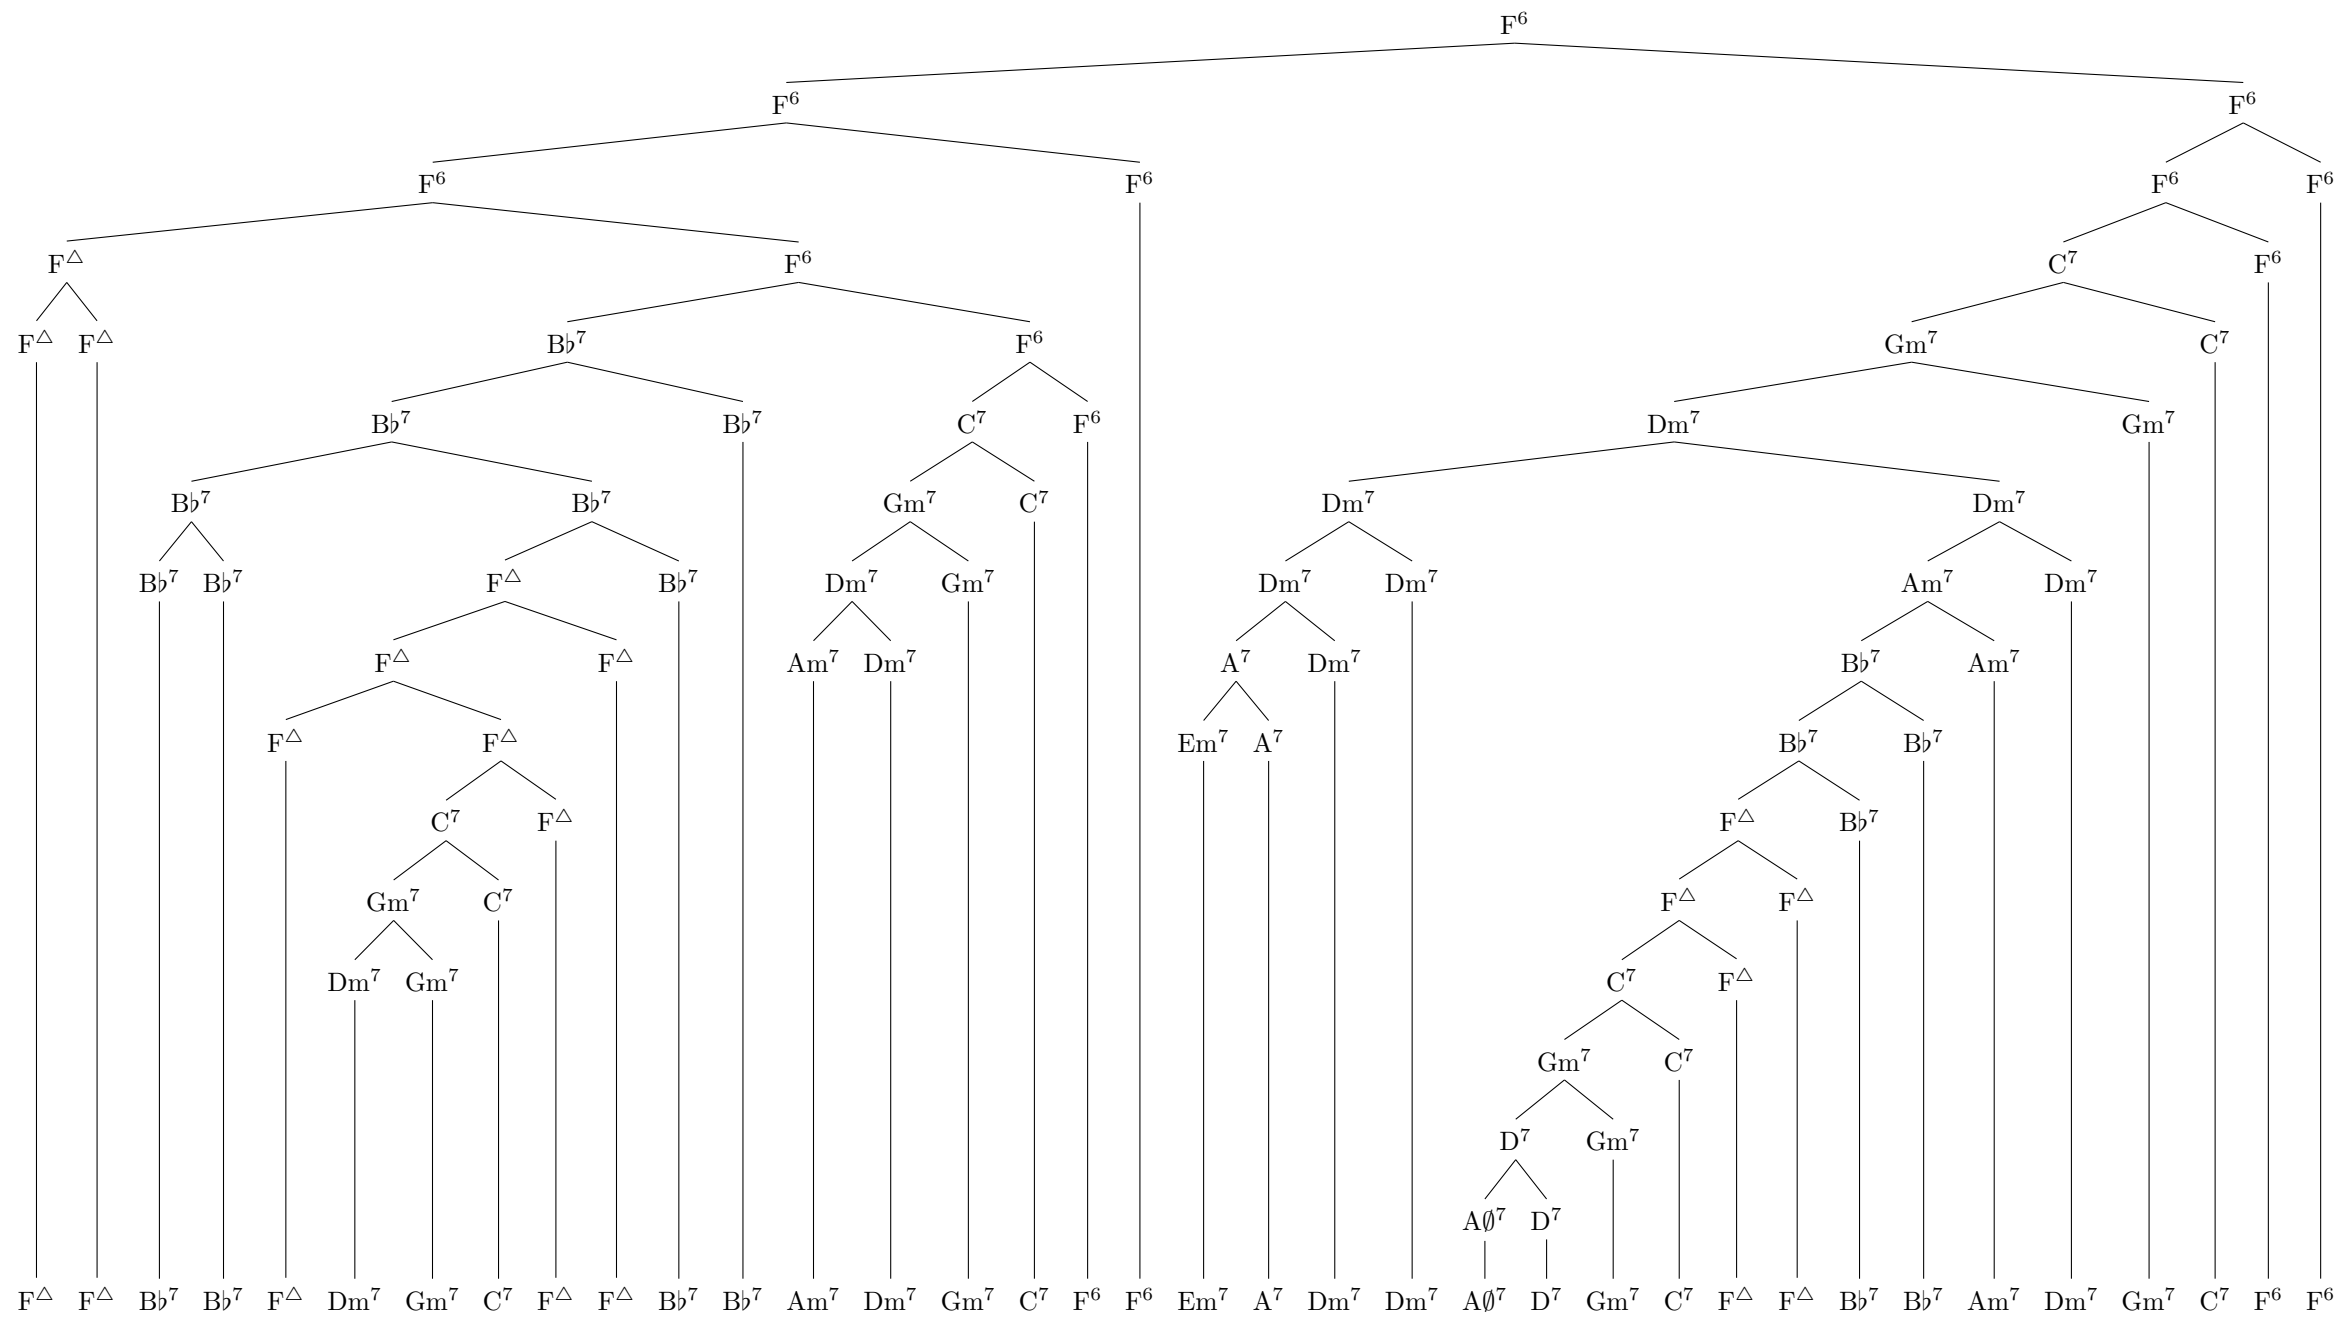 F⁶
F⁶ F⁶
F⁶ F⁶ F⁶ F⁶
F△ F⁶ C⁷ F⁶
F△ F△ B♭⁷ F⁶ Gm⁷ C⁷
B♭⁷ B♭⁷ C⁷ F⁶ Dm⁷ Gm⁷
B♭⁷ B♭⁷ Gm⁷ C⁷ Dm⁷ Dm⁷
B♭⁷ B♭⁷ F△ B♭⁷ Dm⁷ Gm⁷ Dm⁷ Dm⁷ Am⁷ Dm⁷
F△ F△ Am⁷ Dm⁷ A⁷ Dm⁷ B♭⁷ Am⁷
F△ F△ Em⁷ A⁷ B♭⁷ B♭⁷
C⁷ F△ F△ B♭⁷
Gm⁷ C⁷ F△ F△
Dm⁷ Gm⁷ C⁷ F△
Gm⁷ C⁷
D⁷ Gm⁷
A∅⁷ D⁷
F△ F△ B♭⁷ B♭⁷ F△ Dm⁷ Gm⁷ C⁷ F△ F△ B♭⁷ B♭⁷ Am⁷ Dm⁷ Gm⁷ C⁷ F⁶ F⁶ Em⁷ A⁷ Dm⁷ Dm⁷ A∅⁷ D⁷ Gm⁷ C⁷ F△ F△ B♭⁷ B♭⁷ Am⁷ Dm⁷ Gm⁷ C⁷ F⁶ F⁶